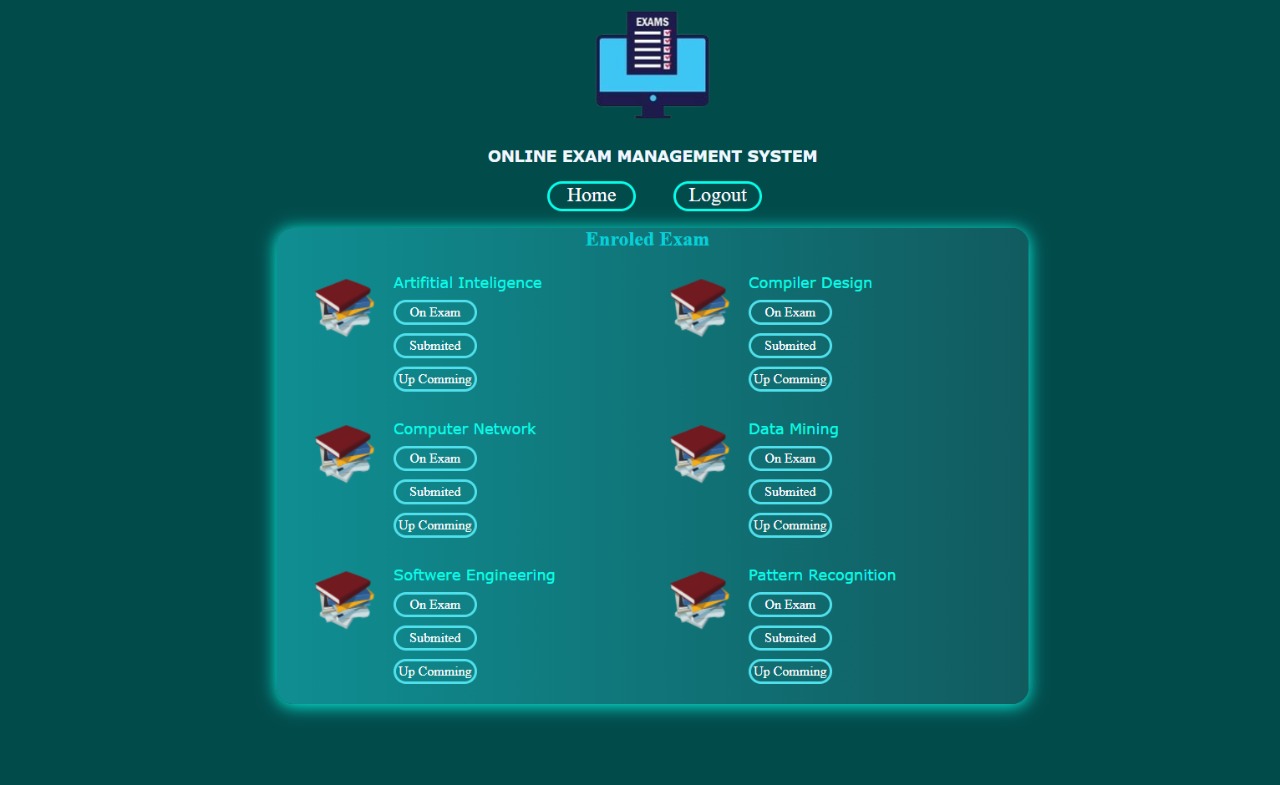 EXAMS
ONLINE EXAM MANAGEMENT SYSTEM
Home Logout
Enroled Exam
Artifitial Inteligence
On Exam
Submited
Up Comming
Compiler Design
On Exam
Submited
Up Comming
Computer Network
On Exam
Submited
Up Comming
Data Mining
On Exam
Submited
Up Comming
Softwere Engineering
On Exam
Submited
Up Comming
Pattern Recognition
On Exam
Submited
Up Comming